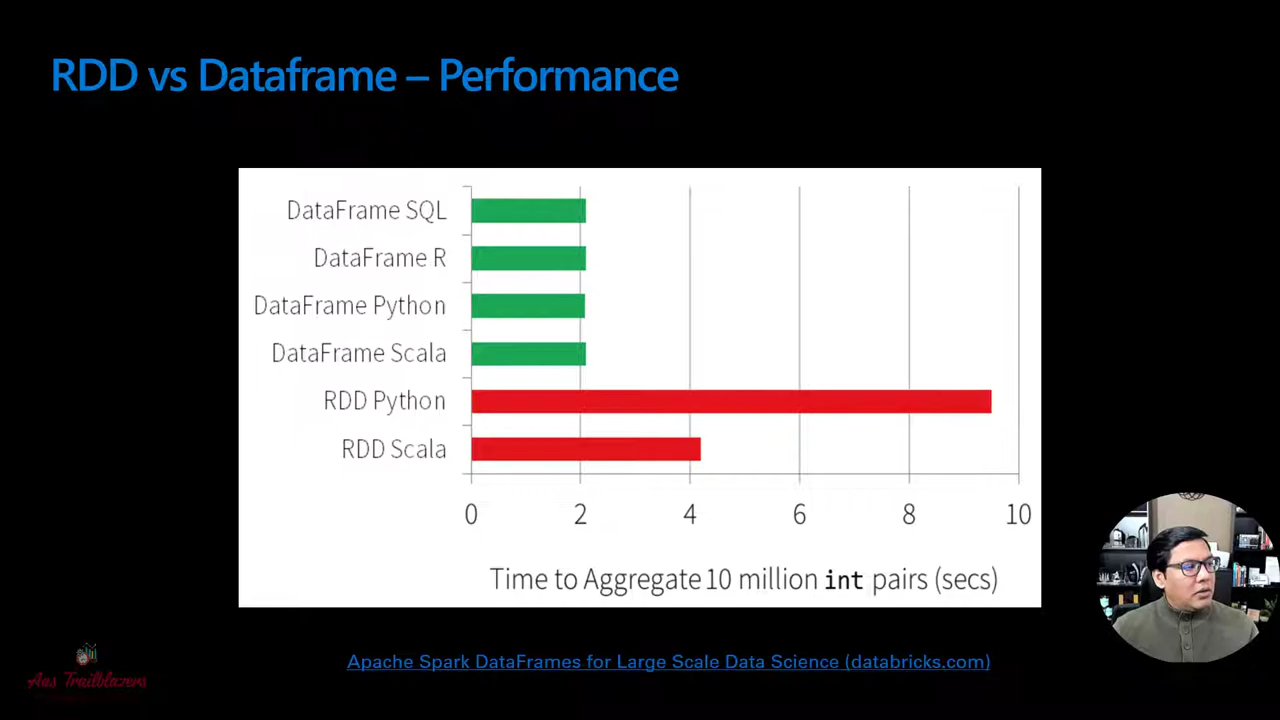 RDD vs Dataframe – Performance
DataFrame SQL
DataFrame R
DataFrame Python
DataFrame Scala
RDD Python
RDD Scala
0 2 4 6 8 10
Time to Aggregate 10 million int pairs (secs)
Apache Spark DataFrames for Large Scale Data Science (databricks.com)
Aas Trailblazers